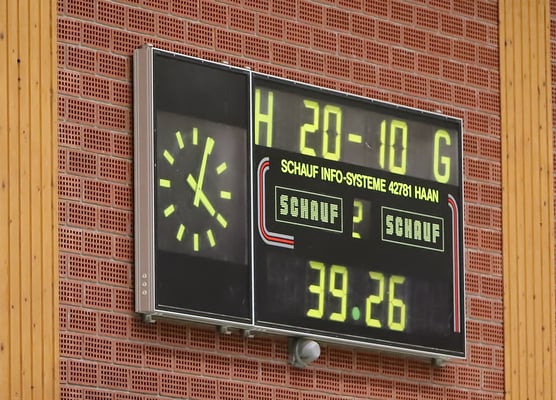 H 20-10 G
SCHAUF INFO-SYSTEME 42781 HAAN
SCHAUF 2 SCHAUF
39.26